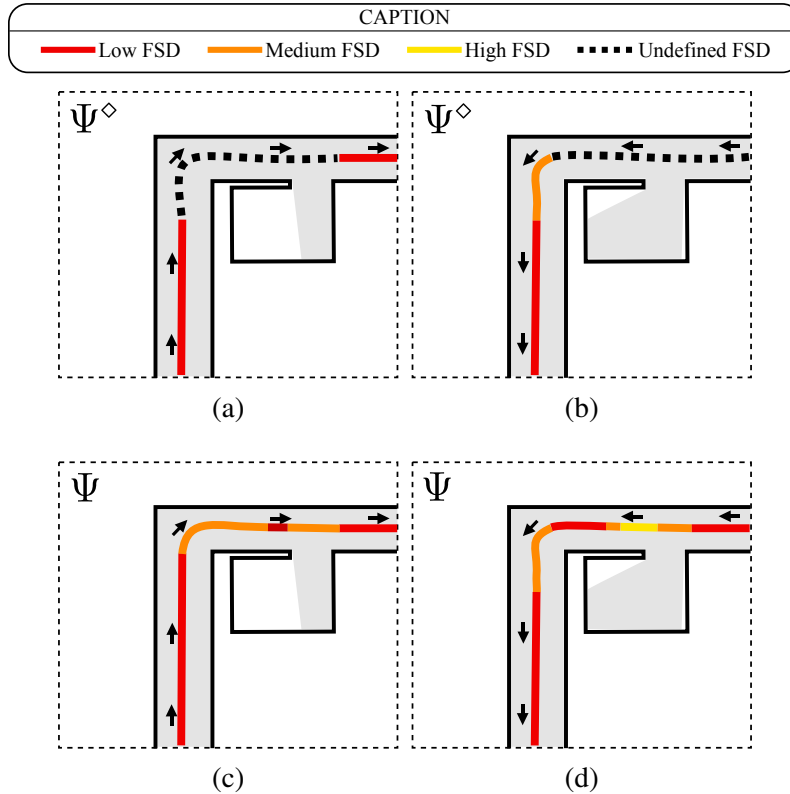 CAPTION
Low FSD Medium FSD High FSD Undefined FSD
Ψ◇ Ψ◇
(a) (b)
Ψ Ψ
(c) (d)